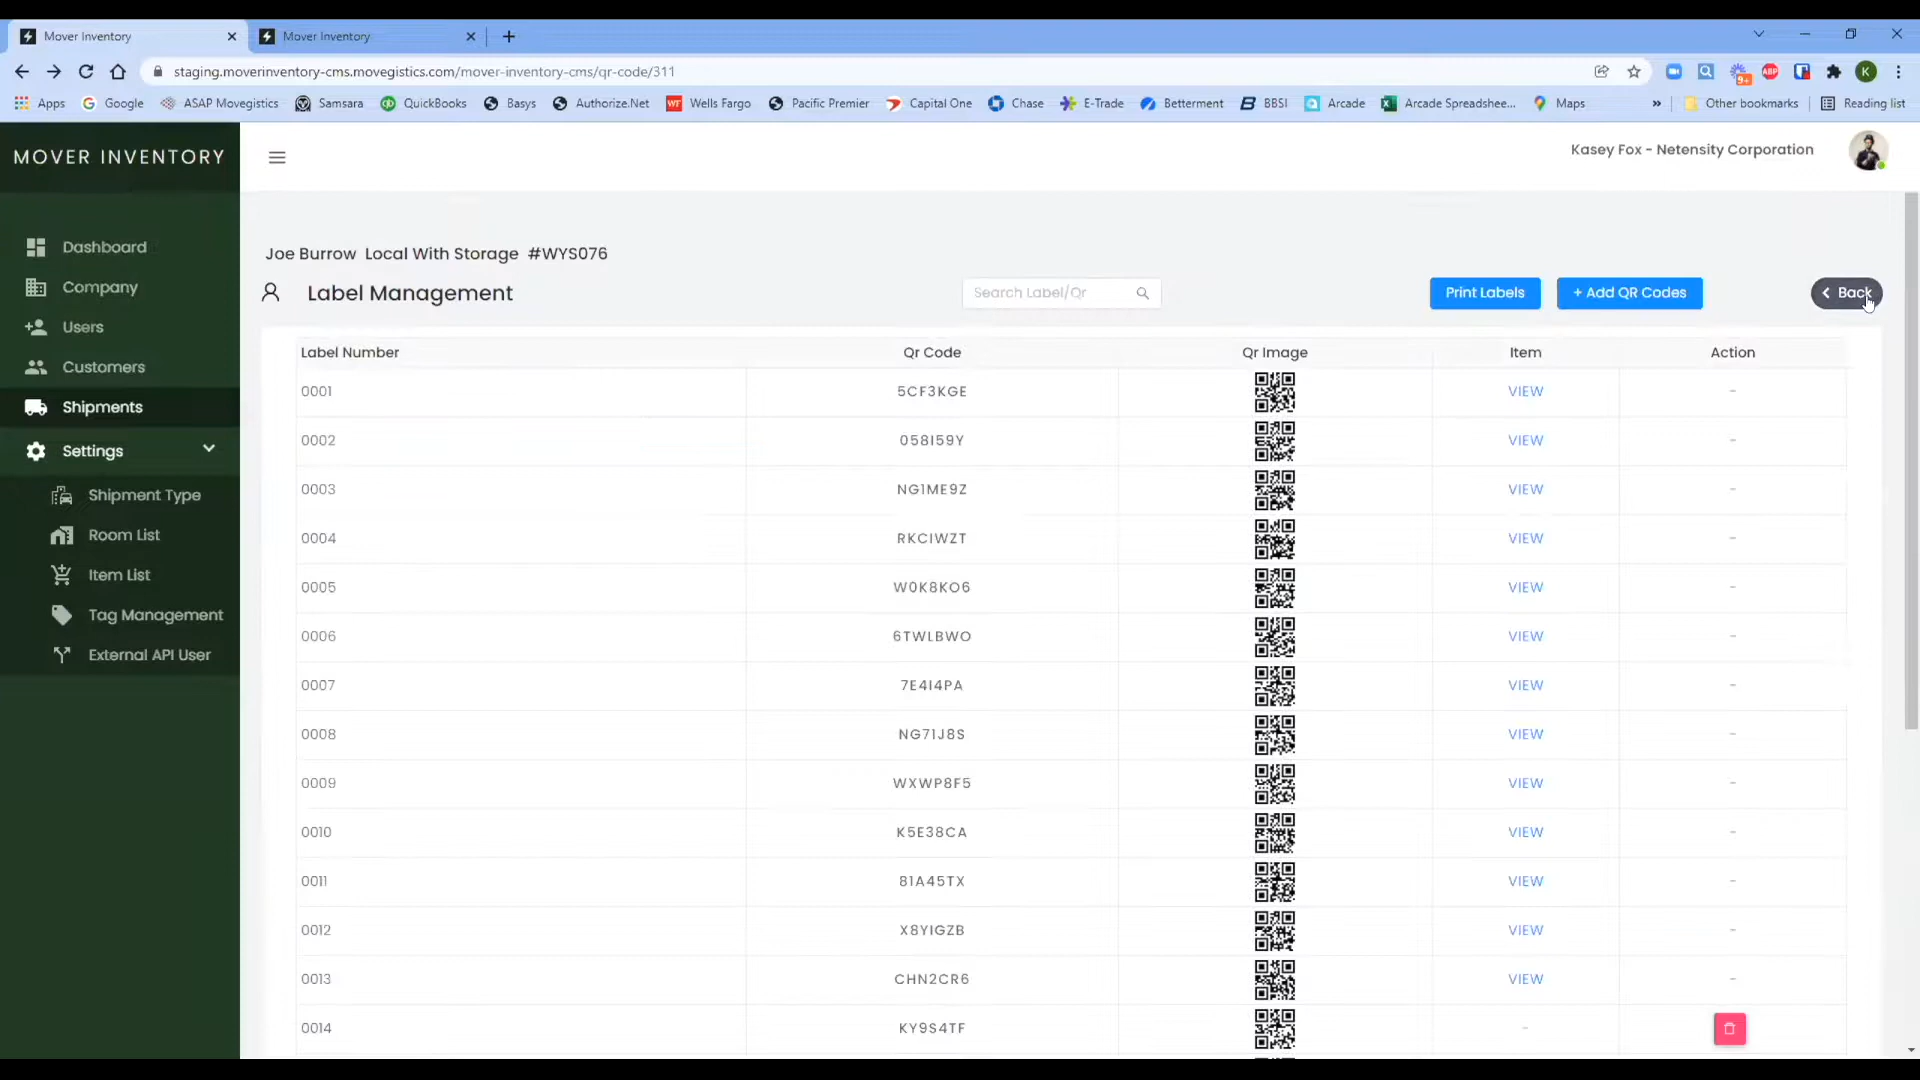 Mover Inventory
Mover Inventory
staging.moverinventory-cms.movegistics.com/mover-inventory-cms/qr-code/311
9+
ABP
K
Apps
Google
ASAP Movegistics
Samsara
QuickBooks
Basys
Authorize.Net
Wells Fargo
Pacific Premier
Capital One
Chase
E-Trade
Betterment
BBSI
Arcade
Arcade Spreadshee...
Maps
»
Other bookmarks
Reading list
MOVER INVENTORY
Kasey Fox - Netensity Corporation
Dashboard
Company
Users
Customers
Shipments
Settings
Shipment Type
Room List
Item List
Tag Management
External API User
Joe Burrow Local With Storage #WYS076
Label Management
Search Label/Qr
Print Labels
+ Add QR Codes
Back
Label Number Qr Code Qr Image Item Action
0001 5CF3KGE VIEW -
0002 058I59Y VIEW -
0003 NG1ME9Z VIEW -
0004 RKCIWZT VIEW -
0005 W0K8KO6 VIEW -
0006 6TWLBWO VIEW -
0007 7E4I4PA VIEW -
0008 NG71J8S VIEW -
0009 WXWP8F5 VIEW -
0010 K5E38CA VIEW -
0011 81A45TX VIEW -
0012 X8YIGZB VIEW -
0013 CHN2CR6 VIEW -
0014 KY9S4TF -